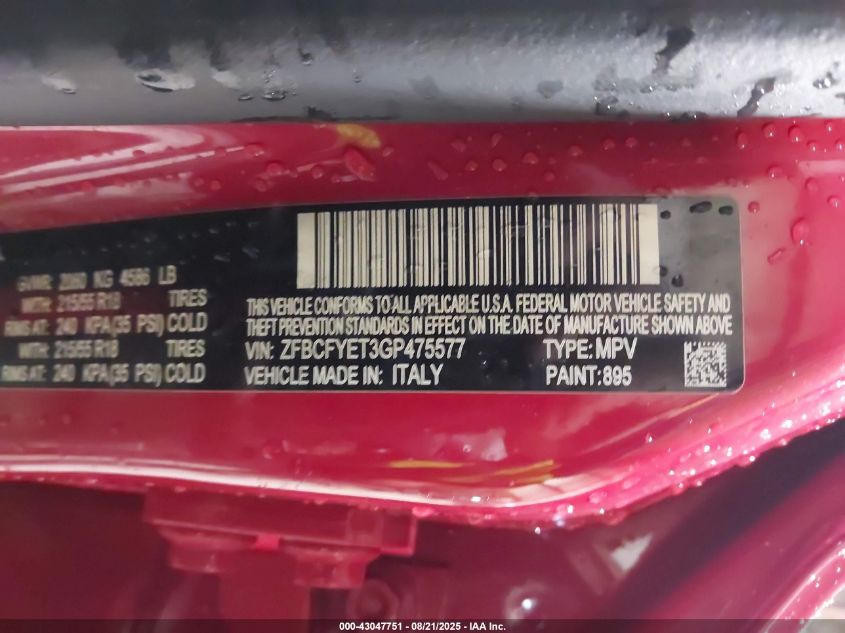 GVWR: 2080 KG 4586 LB
WITH: 215/55 R18 TIRES
RIMS AT: 240 KPA(35 PSI) COLD
WITH: 215/55 R18 TIRES
RIMS AT: 240 KPA(35 PSI) COLD
THIS VEHICLE CONFORMS TO ALL APPLICABLE U.S.A. FEDERAL MOTOR VEHICLE SAFETY AND
THEFT PREVENTION STANDARDS IN EFFECT ON THE DATE OF MANUFACTURE SHOWN ABOVE
VIN: ZFBCFYET3GP475577 TYPE: MPV
VEHICLE MADE IN: ITALY PAINT: 895
000-43047751 - 08/21/2025 - IAA Inc.